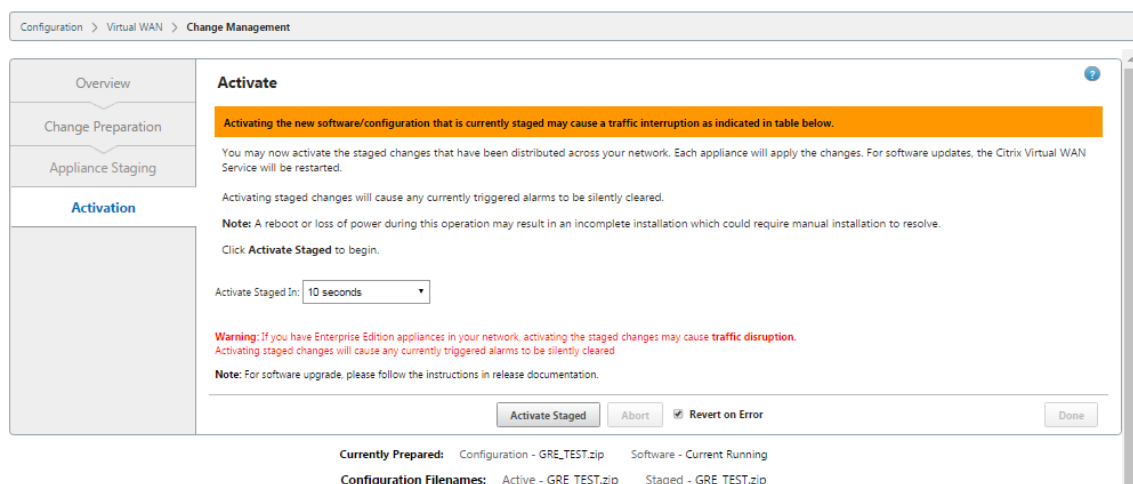 Configuration > Virtual WAN > Change Management
Overview
Change Preparation
Appliance Staging
Activation
Activate
?
Activating the new software/configuration that is currently staged may cause a traffic interruption as indicated in table below.
You may now activate the staged changes that have been distributed across your network. Each appliance will apply the changes. For software updates, the Citrix Virtual WAN
Service will be restarted.
Activating staged changes will cause any currently triggered alarms to be silently cleared.
Note: A reboot or loss of power during this operation may result in an incomplete installation which could require manual installation to resolve.
Click Activate Staged to begin.
Activate Staged In: 10 seconds
Warning: If you have Enterprise Edition appliances in your network, activating the staged changes may cause traffic disruption.
Activating staged changes will cause any currently triggered alarms to be silently cleared
Note: For software upgrade, please follow the instructions in release documentation.
Activate Staged Abort Revert on Error Done
Currently Prepared: Configuration - GRE_TEST.zip Software - Current Running
Configuration Filenames: Active - GRE_TEST.zip Staged - GRE_TEST.zip